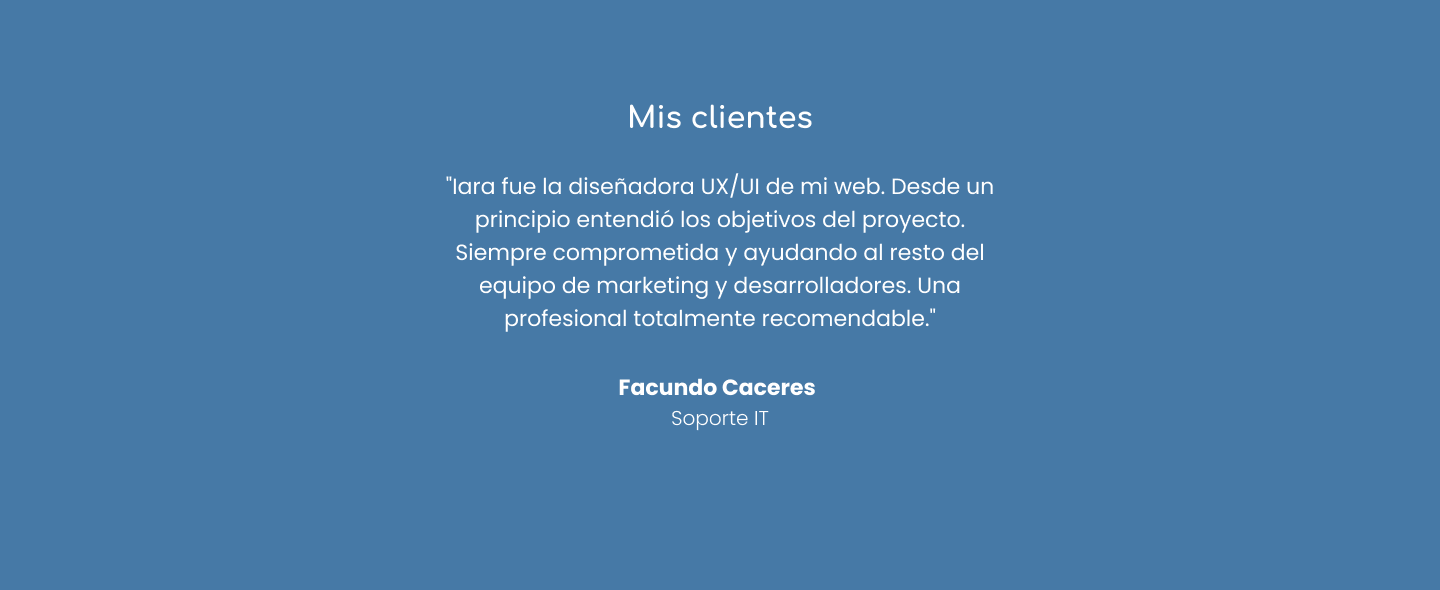 Mis clientes
"Iara fue la diseñadora UX/UI de mi web. Desde un
principio entendió los objetivos del proyecto.
Siempre comprometida y ayudando al resto del
equipo de marketing y desarrolladores. Una
profesional totalmente recomendable."
Facundo Caceres
Soporte IT